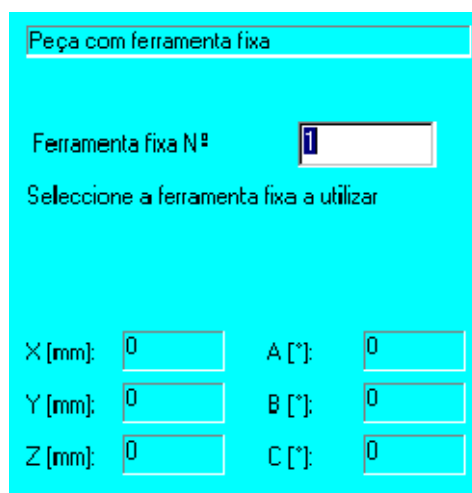 Peça com ferramenta fixa
Ferramenta fixa Nº 1
Seleccione a ferramenta fixa a utilizar
X [mm]: 0 A [°]: 0
Y [mm]: 0 B [°]: 0
Z [mm]: 0 C [°]: 0